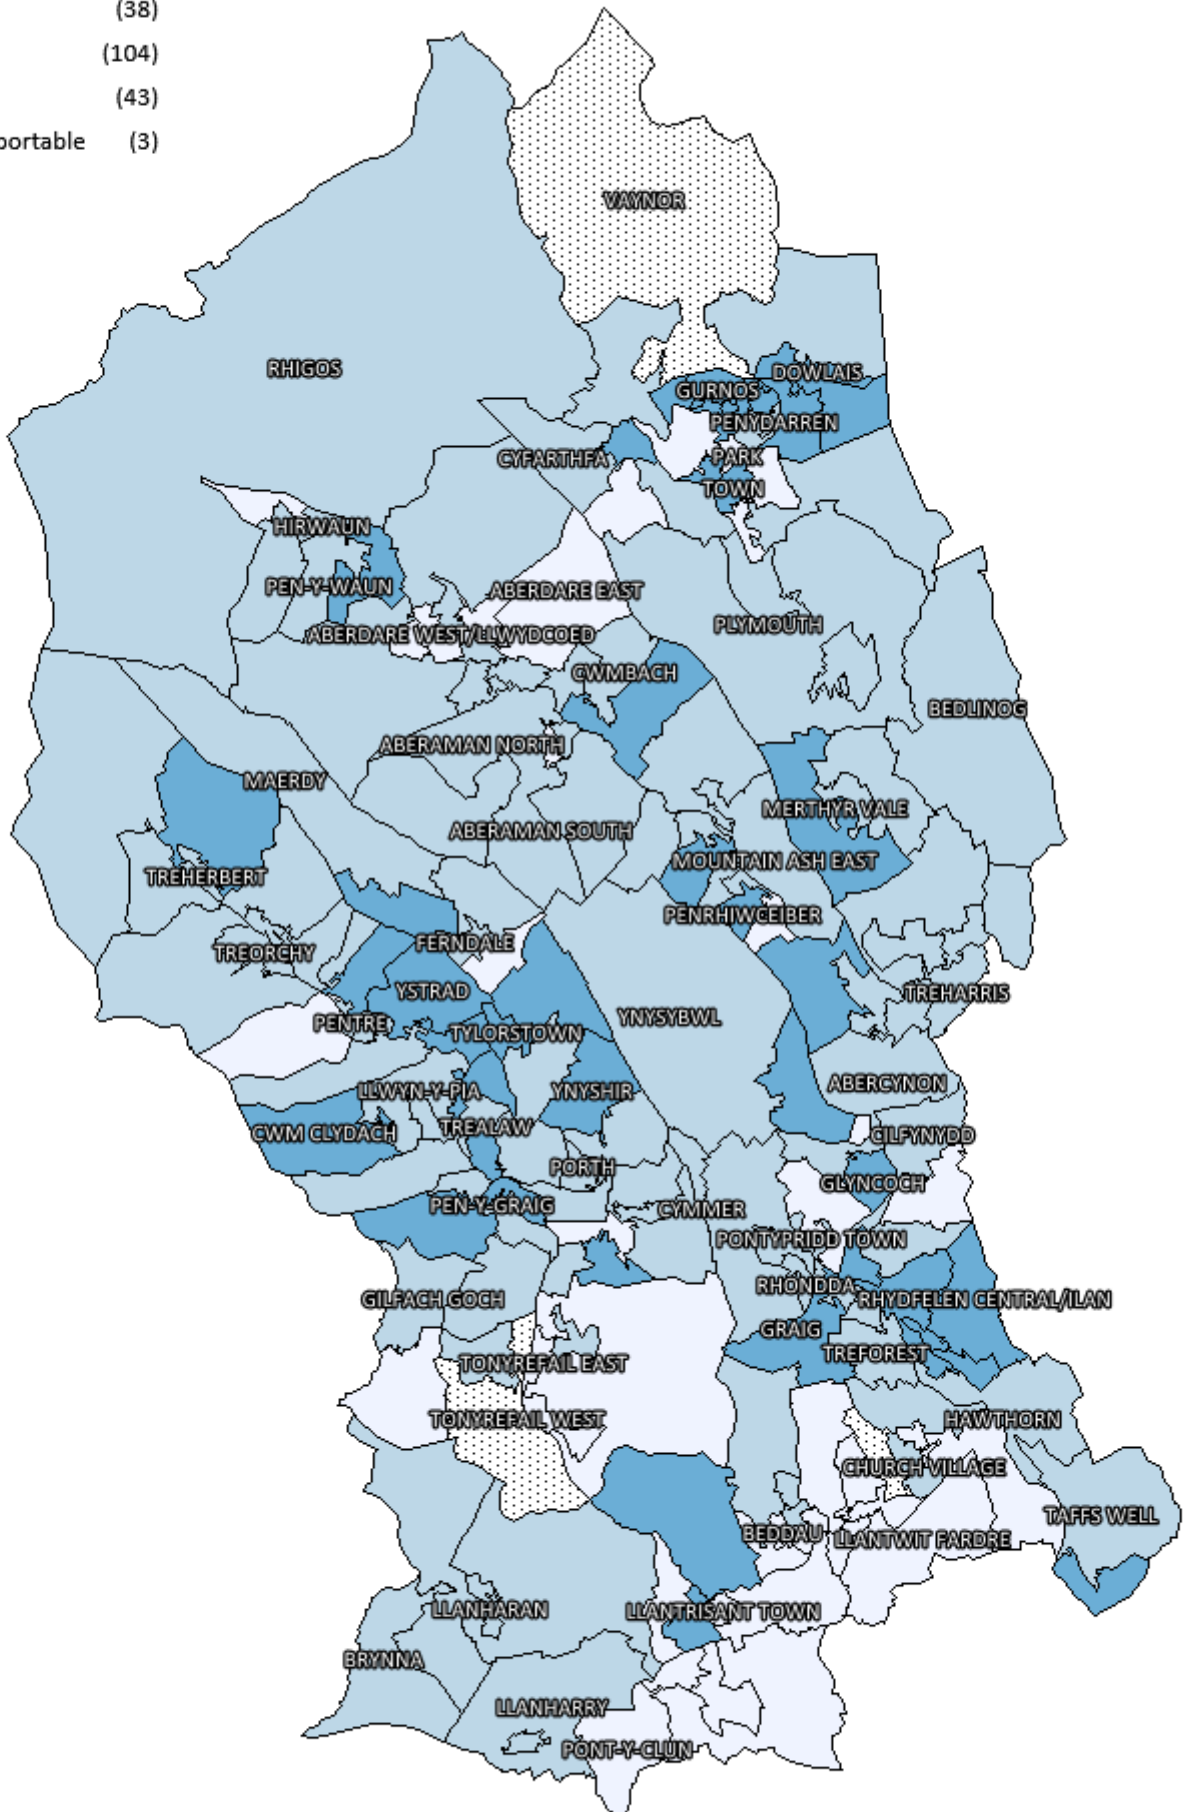 (38)
(104)
(43)
portable (3)
VAYNOR
RHIGOS
DOWLAIS
GURNOS
PENYDARREN
CYFARTHFA
PARK
TOWN
HIRWAUN
PEN-Y-WAUN
ABERDARE EAST
PLYMOUTH
ABERDARE WEST/LLWYDCOED
CWMBACH
BEDLINOG
ABERAMAN NORTH
MAERDY
MERTHYR VALE
ABERAMAN SOUTH
MOUNTAIN ASH EAST
TREHERBERT
PENRHIWCEIBER
FERNDALE
TREORCHY
YSTRAD
TREHARRIS
YNYSYBWL
PENTRE
TYLORSTOWN
ABERCYNON
LLWYN-Y-PIA
YNYSHIR
TREALAW
CWM CLYDACH
CILFYNYDD
PORTH
GLYNCOCH
PEN-Y-GRAIG
CYMMER
PONTYPRIDD TOWN
RHONDDA
GILFACH GOCH
RHYDFELEN CENTRAL/ILAN
GRAIG
TREFOREST
TONYREFAIL EAST
TONYREFAIL WEST
HAWTHORN
CHURCH VILLAGE
TAFFS WELL
BEDDAU
LLANTWIT FARDRE
LLANHARAN
LLANTRISANT TOWN
BRYNNA
LLANHARRY
PONT-Y-CLUN